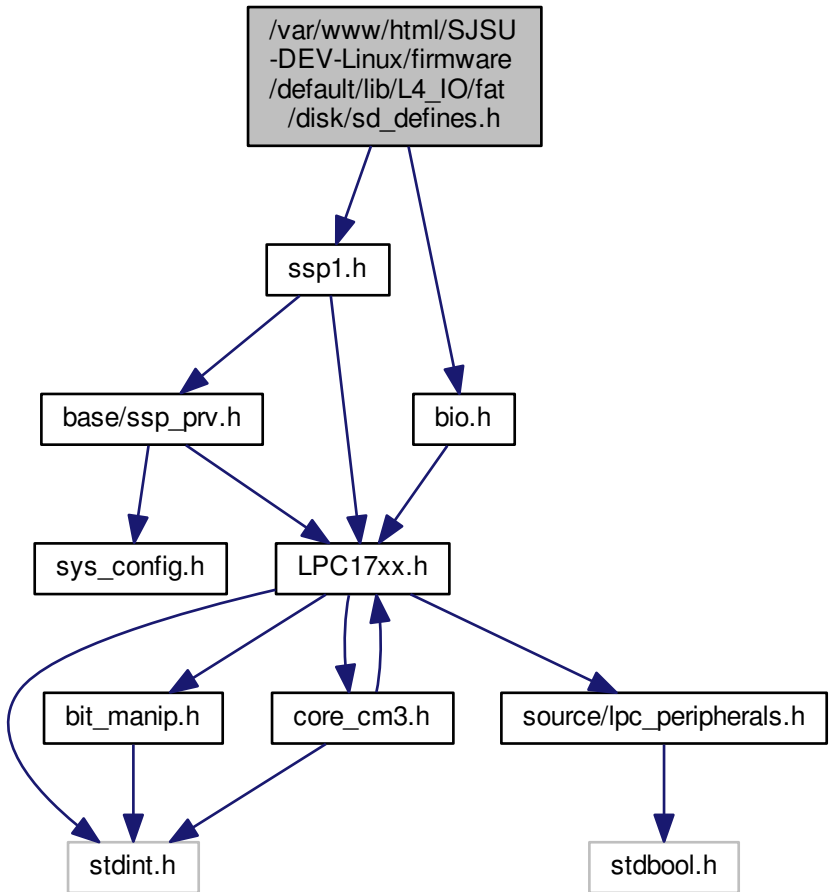 /var/www/html/SJSU
-DEV-Linux/firmware
/default/lib/L4_IO/fat
/disk/sd_defines.h
ssp1.h
base/ssp_prv.h
bio.h
sys_config.h
LPC17xx.h
bit_manip.h
core_cm3.h
source/lpc_peripherals.h
stdint.h
stdbool.h